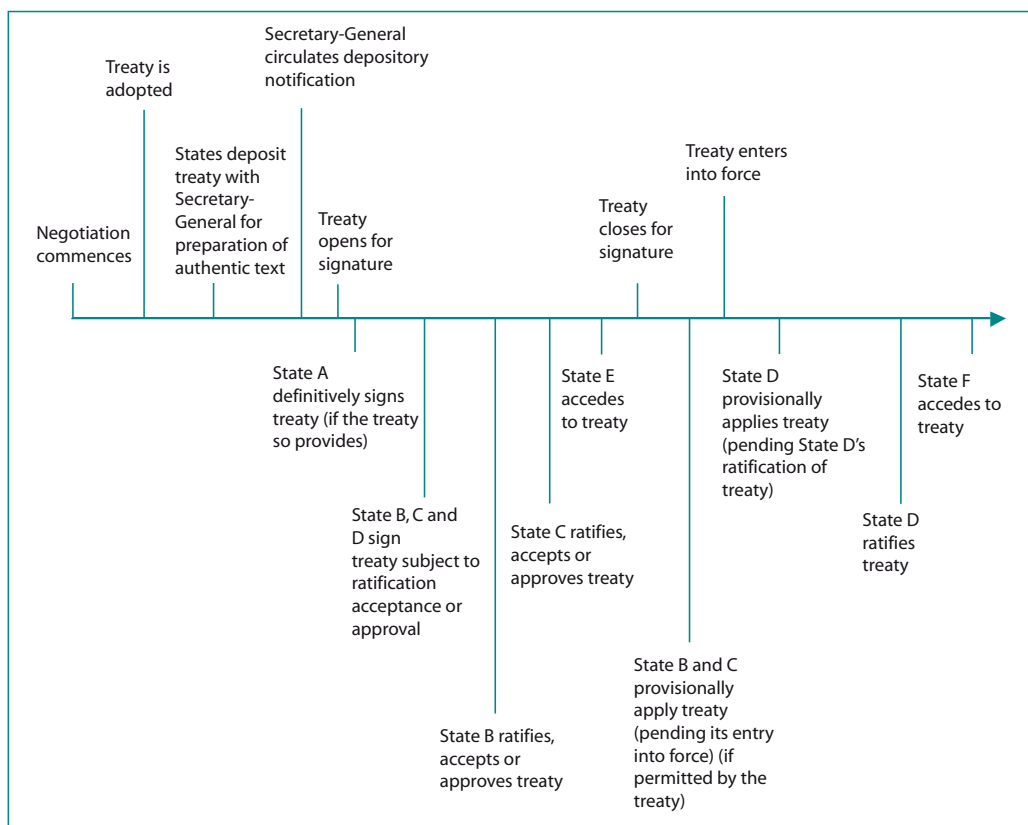 Secretary-General
circulates depository
notification
Treaty is
adopted
States deposit
treaty with
Secretary-
General for
preparation of
authentic text
Treaty enters
into force
Negotiation
commences
Treaty
opens for
signature
Treaty
closes for
signature
State A
definitively signs
treaty (if the treaty
so provides)
State E
accedes
to treaty
State D
provisionally
applies treaty
(pending State D’s
ratification of
treaty)
State F
accedes to
treaty
State B, C and
D sign
treaty subject to
ratification
acceptance or
approval
State C ratifies,
accepts or
approves treaty
State D
ratifies
treaty
State B ratifies,
accepts or
approves treaty
State B and C
provisionally
apply treaty
(pending its entry
into force) (if
permitted by the
treaty)